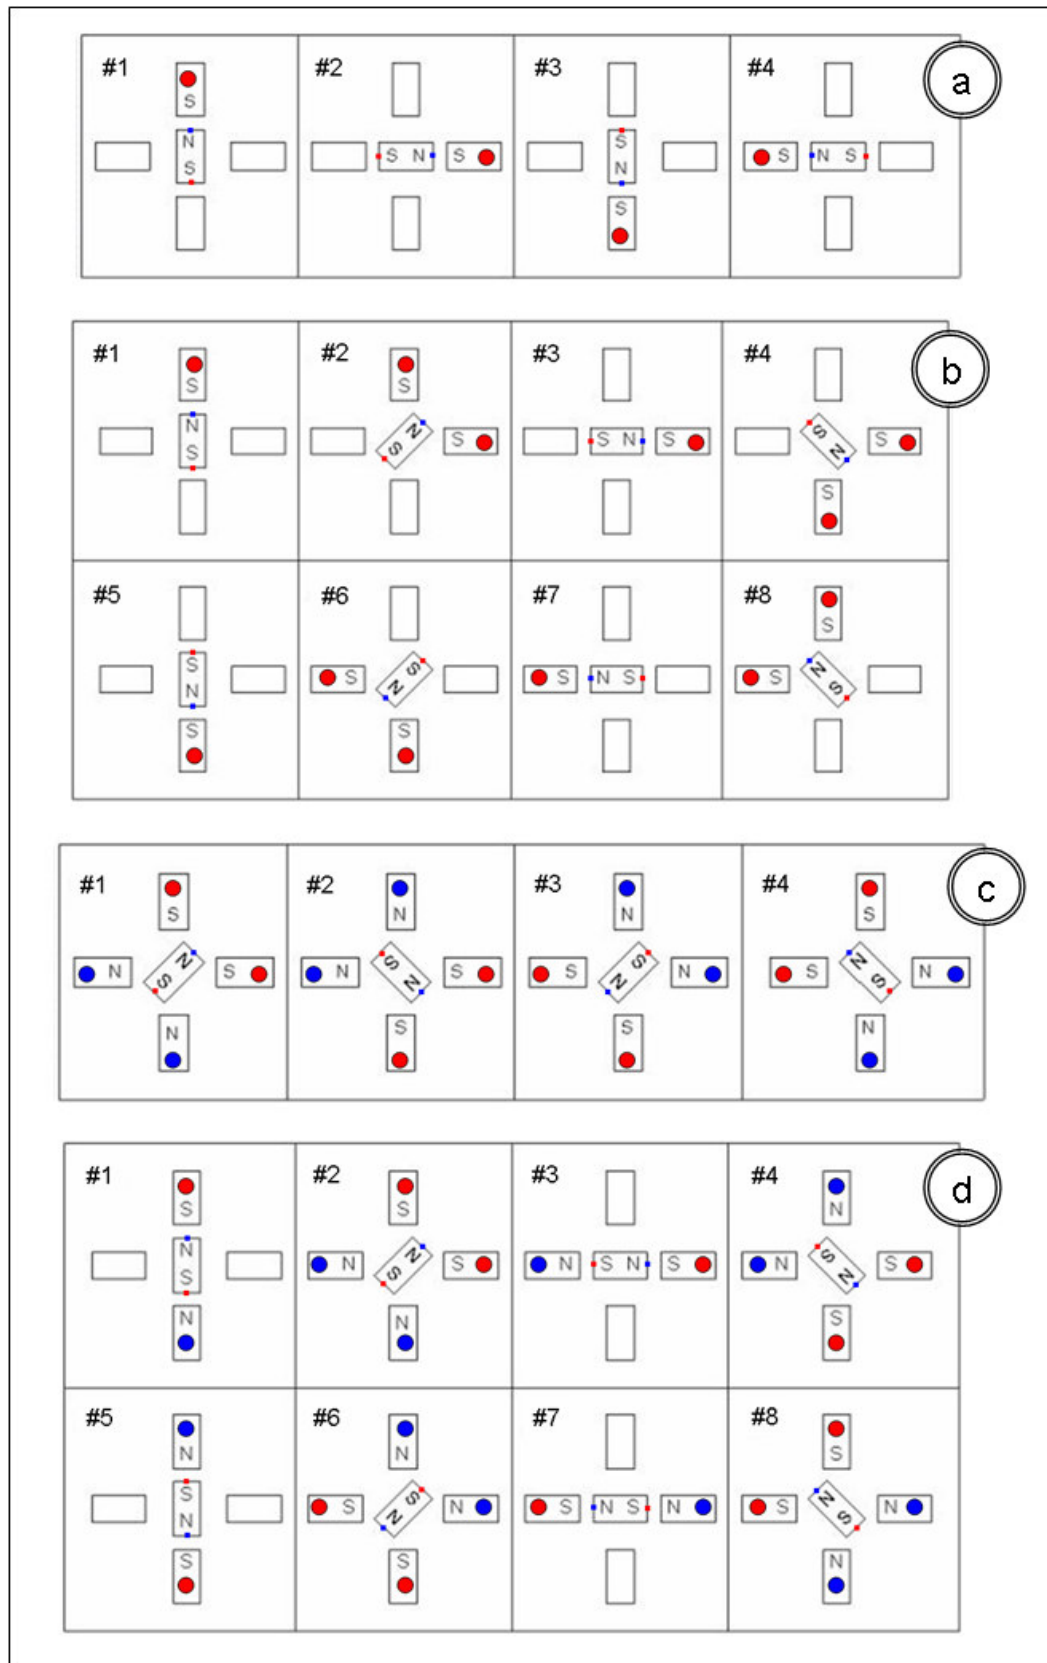 #1 S N S
#2 S N S
#3 S N S
#4 S N S
a
#1 S N S
#2 S N S
#3 S N S
#4 S N S S
b
#5 S N S
#6 S S N S
#7 S N S
#8 S S N S
#1 S N N S S N
#2 N N S N S S
#3 N S S N N S
#4 S S N S N N
c
#1 S N S N
#2 S N N S S N
#3 N S N S
#4 N N S N S S
d
#5 N S N S
#6 N S S N N S
#7 S N S N
#8 S S N S N N